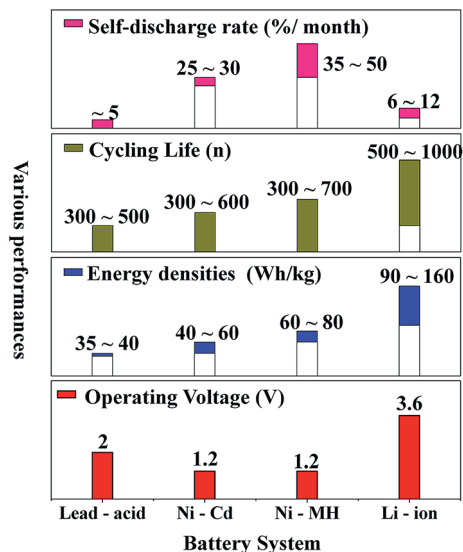 Self-discharge rate (%/ month)
25 ~ 30
35 ~ 50
~ 5
6 ~ 12
Cycling Life (n)
500 ~ 1000
300 ~ 500
300 ~ 600
300 ~ 700
Energy densities (Wh/kg)
90 ~ 160
35 ~ 40
40 ~ 60
60 ~ 80
Operating Voltage (V)
3.6
2
1.2
1.2
Lead - acid
Ni - Cd
Ni - MH
Li - ion
Battery System
Various performances